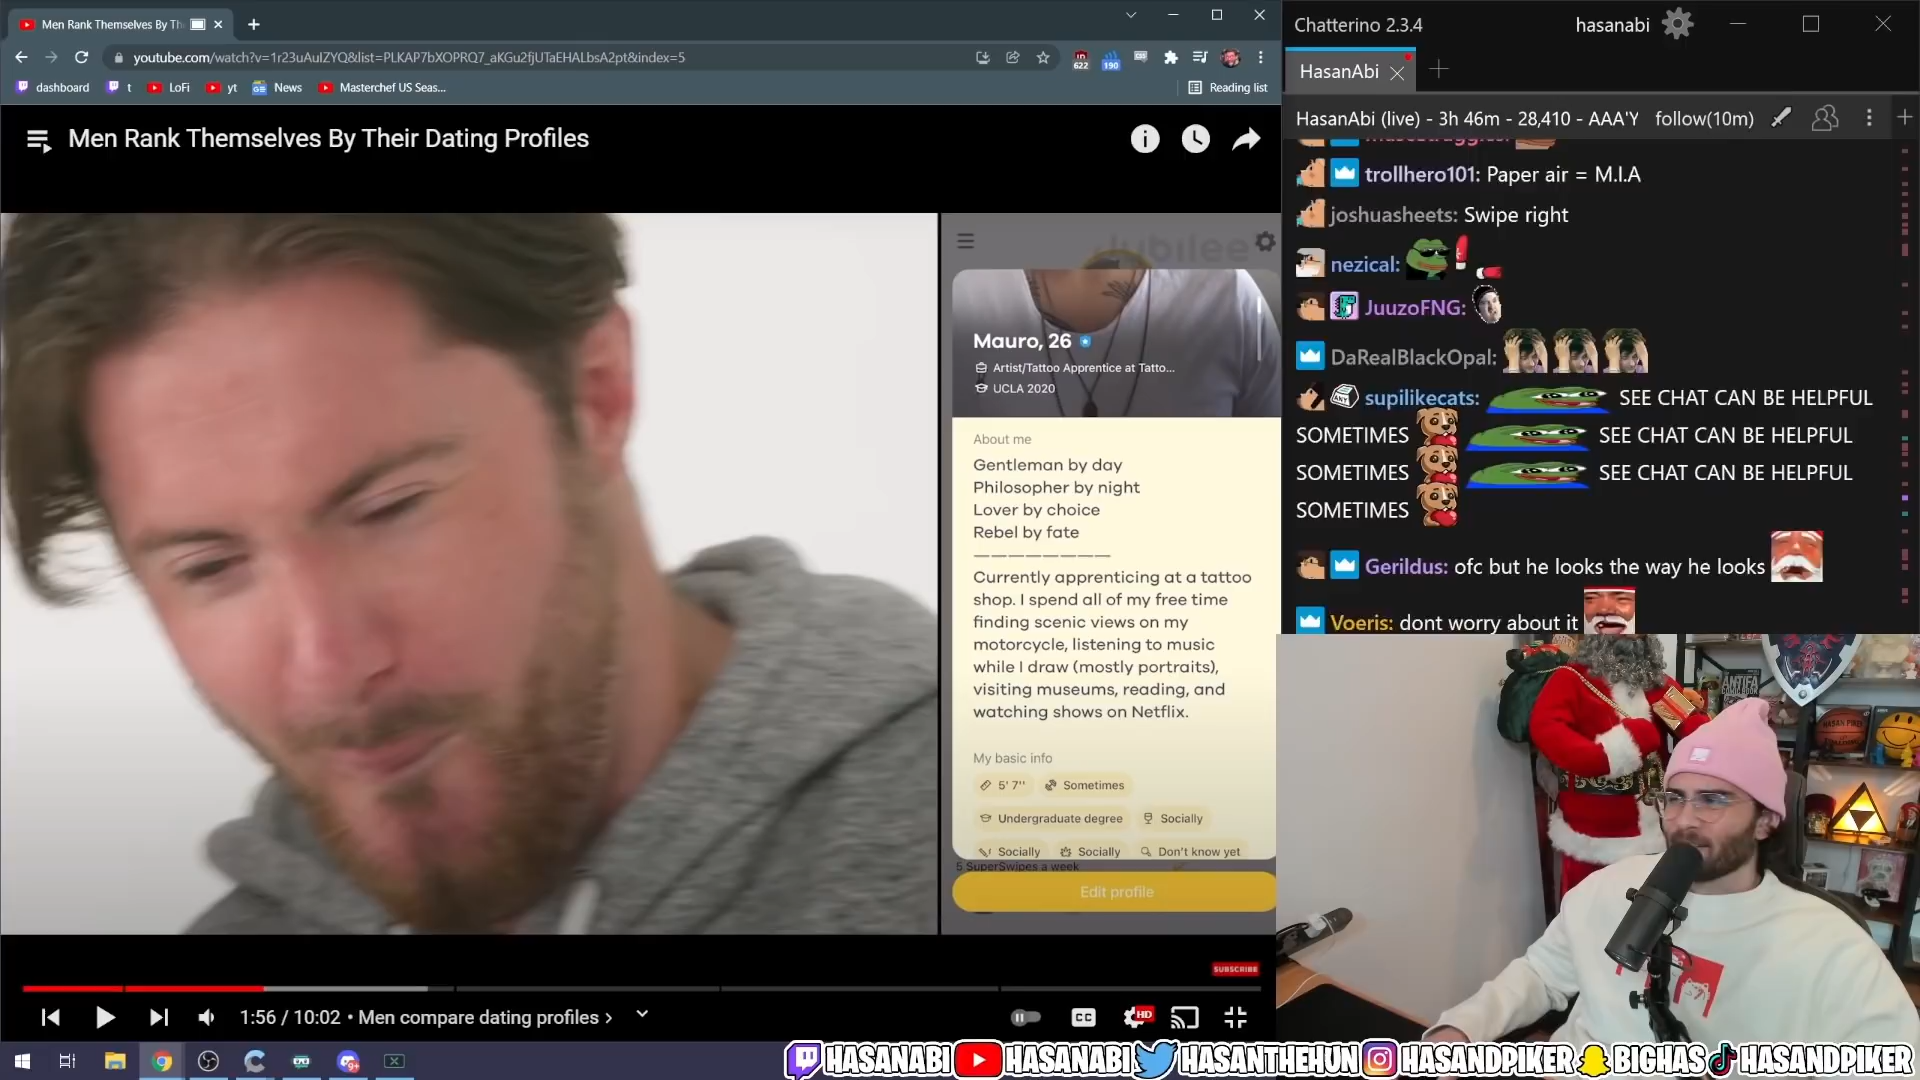 Men Rank Themselves By Th
youtube.com/watch?v=1r23uAulZYQ&list=PLKAP7bXOPRQ7_aKGu2fjUTaEHALbsA2pt&index=5
622
190
dashboard
t
LoFi
yt
News
Masterchef US Seas...
Reading list
Men Rank Themselves By Their Dating Profiles
jubilee
Mauro, 26
Artist/Tattoo Apprentice at Tatto...
UCLA 2020
About me
Gentleman by day
Philosopher by night
Lover by choice
Rebel by fate
————————
Currently apprenticing at a tattoo
shop. I spend all of my free time
finding scenic views on my
motorcycle, listening to music
while I draw (mostly portraits),
visiting museums, reading, and
watching shows on Netflix.
My basic info
5' 7''
Sometimes
Undergraduate degree
Socially
Socially
Socially
Don't know yet
5 SuperSwipes a week
Edit profile
SUBSCRIBE
1:56 / 10:02 • Men compare dating profiles >
CC
HD
Chatterino 2.3.4
hasanabi
HasanAbi
HasanAbi (live) - 3h 46m - 28,410 - AAA'Y
follow(10m)
trollhero101: Paper air = M.I.A
joshuasheets: Swipe right
nezical:
JuuzoFNG:
DaRealBlackOpal:
supilikecats: SEE CHAT CAN BE HELPFUL
SOMETIMES SEE CHAT CAN BE HELPFUL
SOMETIMES SEE CHAT CAN BE HELPFUL
SOMETIMES
Gerildus: ofc but he looks the way he looks
Voeris: dont worry about it
ANTIFA
HASAN PIKER
HASANABI
HASANABI
HASANTHEHUN
HASANDPIKER
BIGHAS
HASANDPIKER